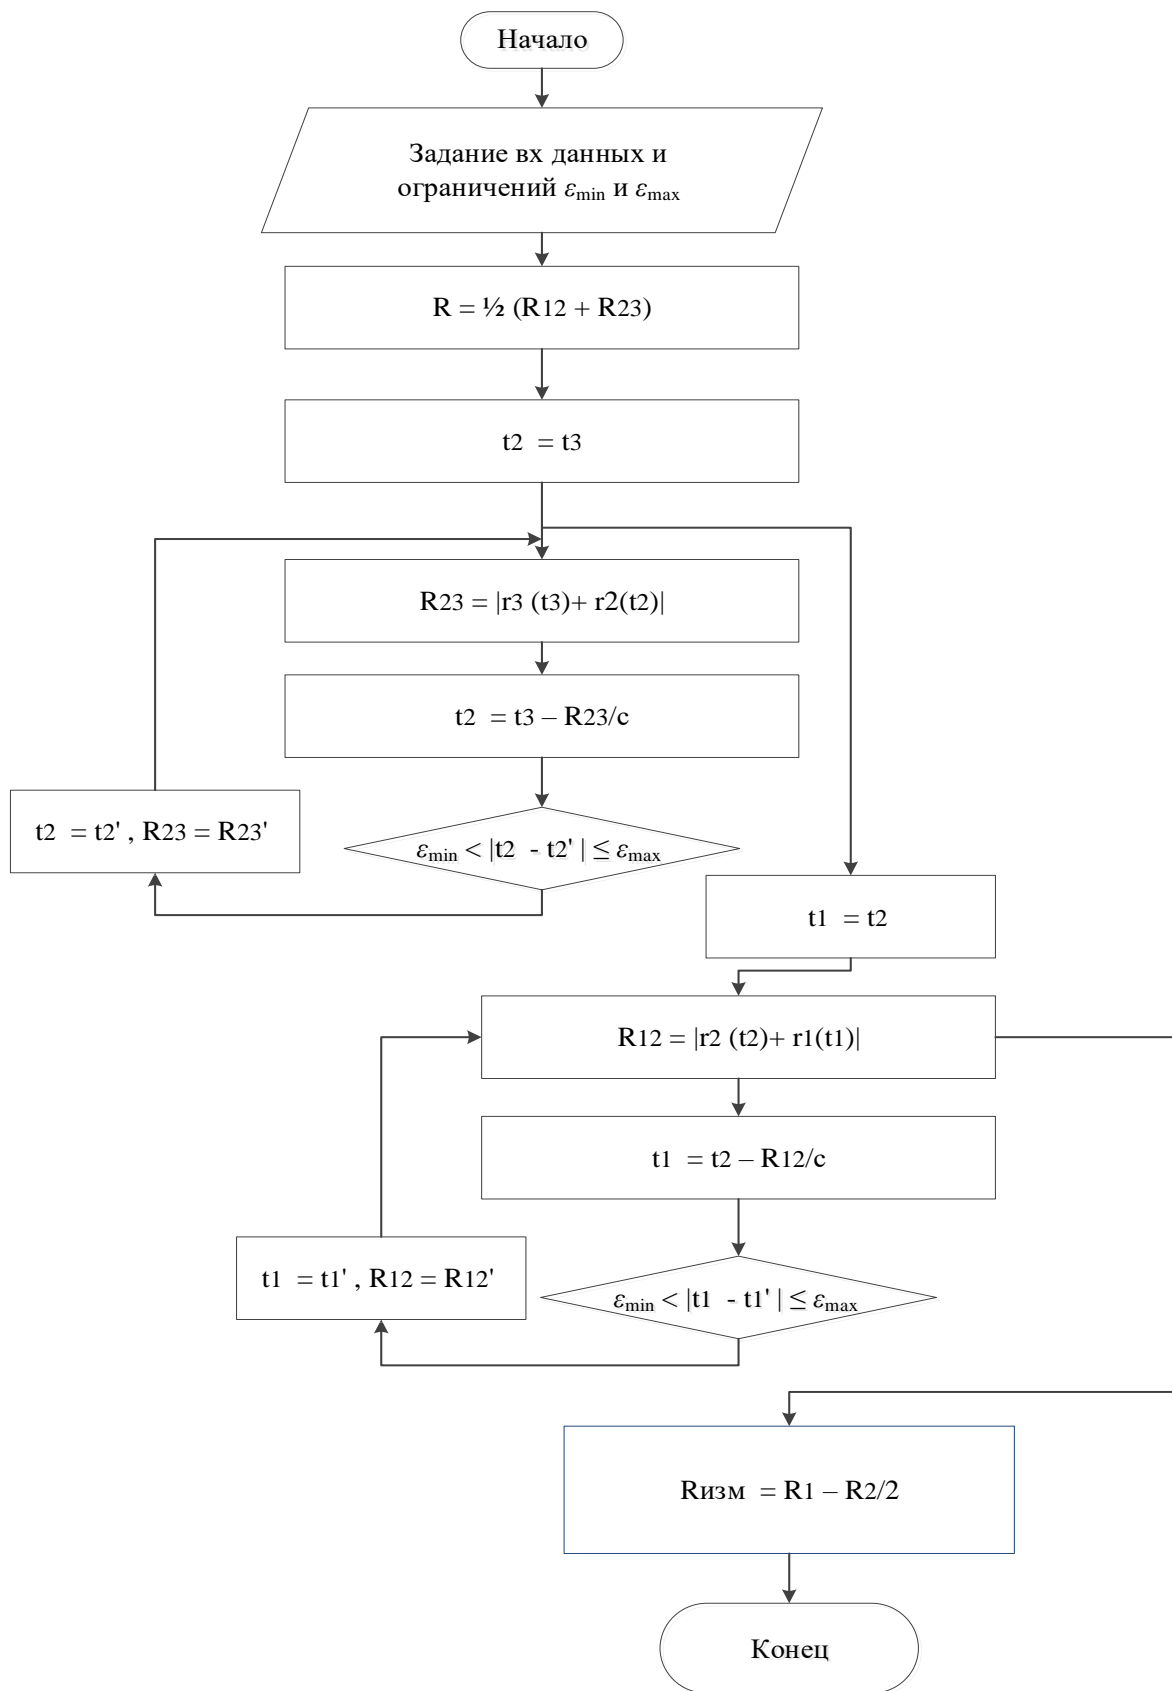 Начало
Задание вх данных и
ограничений εmin и εmax
R = ½ (R12 + R23)
t2 = t3
R23 = |r3 (t3)+ r2(t2)|
t2 = t3 – R23/c
t2 = t2' , R23 = R23'
εmin < |t2 - t2' | ≤ εmax
t1 = t2
R12 = |r2 (t2)+ r1(t1)|
t1 = t2 – R12/c
t1 = t1' , R12 = R12'
εmin < |t1 - t1' | ≤ εmax
Rизм = R1 – R2/2
Конец